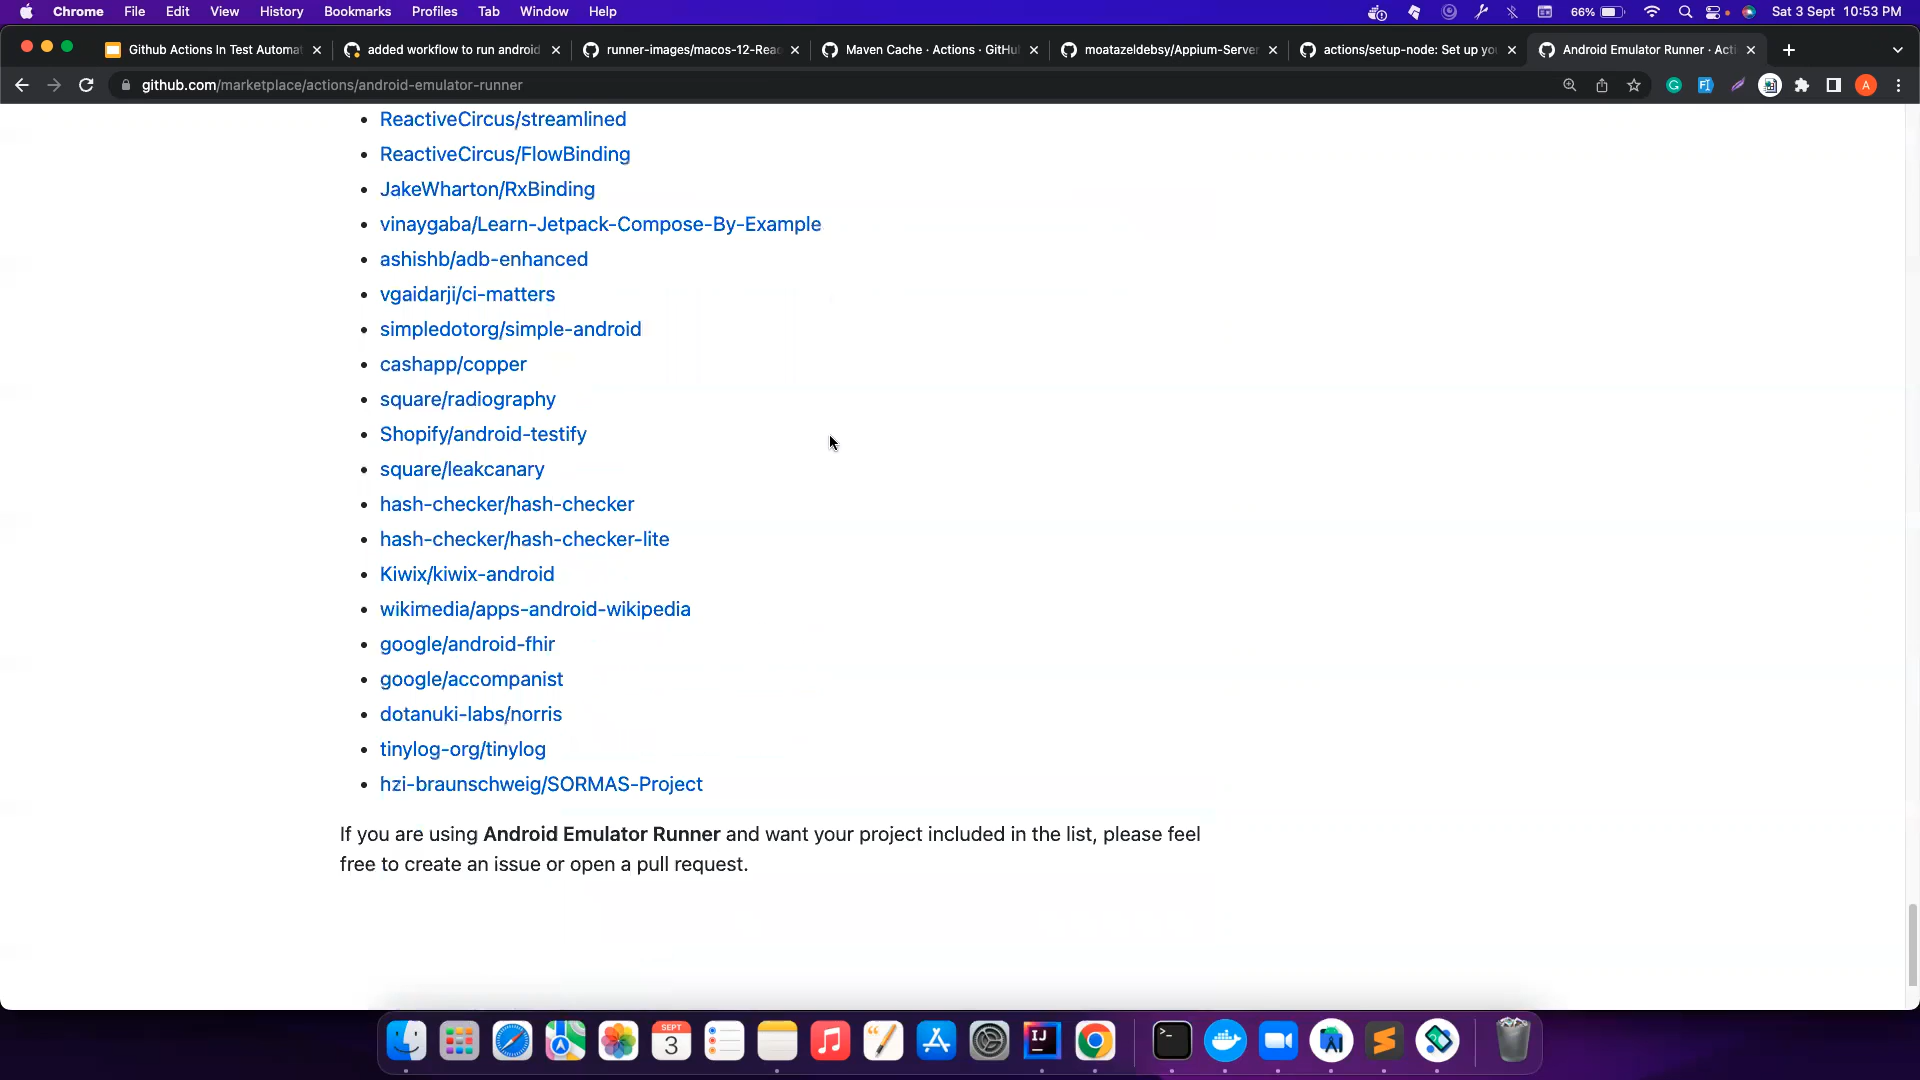 Chrome File Edit View History Bookmarks Profiles Tab Window Help 66% Sat 3 Sept 10:53 PM
Github Actions In Test Automat added workflow to run android runner-images/macos-12-Rea Maven Cache · Actions · GitHu moatazeldebsy/Appium-Server actions/setup-node: Set up yo Android Emulator Runner · Acti
github.com/marketplace/actions/android-emulator-runner A
ReactiveCircus/streamlined
ReactiveCircus/FlowBinding
JakeWharton/RxBinding
vinaygaba/Learn-Jetpack-Compose-By-Example
ashishb/adb-enhanced
vgaidarji/ci-matters
simpledotorg/simple-android
cashapp/copper
square/radiography
Shopify/android-testify
square/leakcanary
hash-checker/hash-checker
hash-checker/hash-checker-lite
Kiwix/kiwix-android
wikimedia/apps-android-wikipedia
google/android-fhir
google/accompanist
dotanuki-labs/norris
tinylog-org/tinylog
hzi-braunschweig/SORMAS-Project
If you are using Android Emulator Runner and want your project included in the list, please feel
free to create an issue or open a pull request.
SEPT
3
IJ